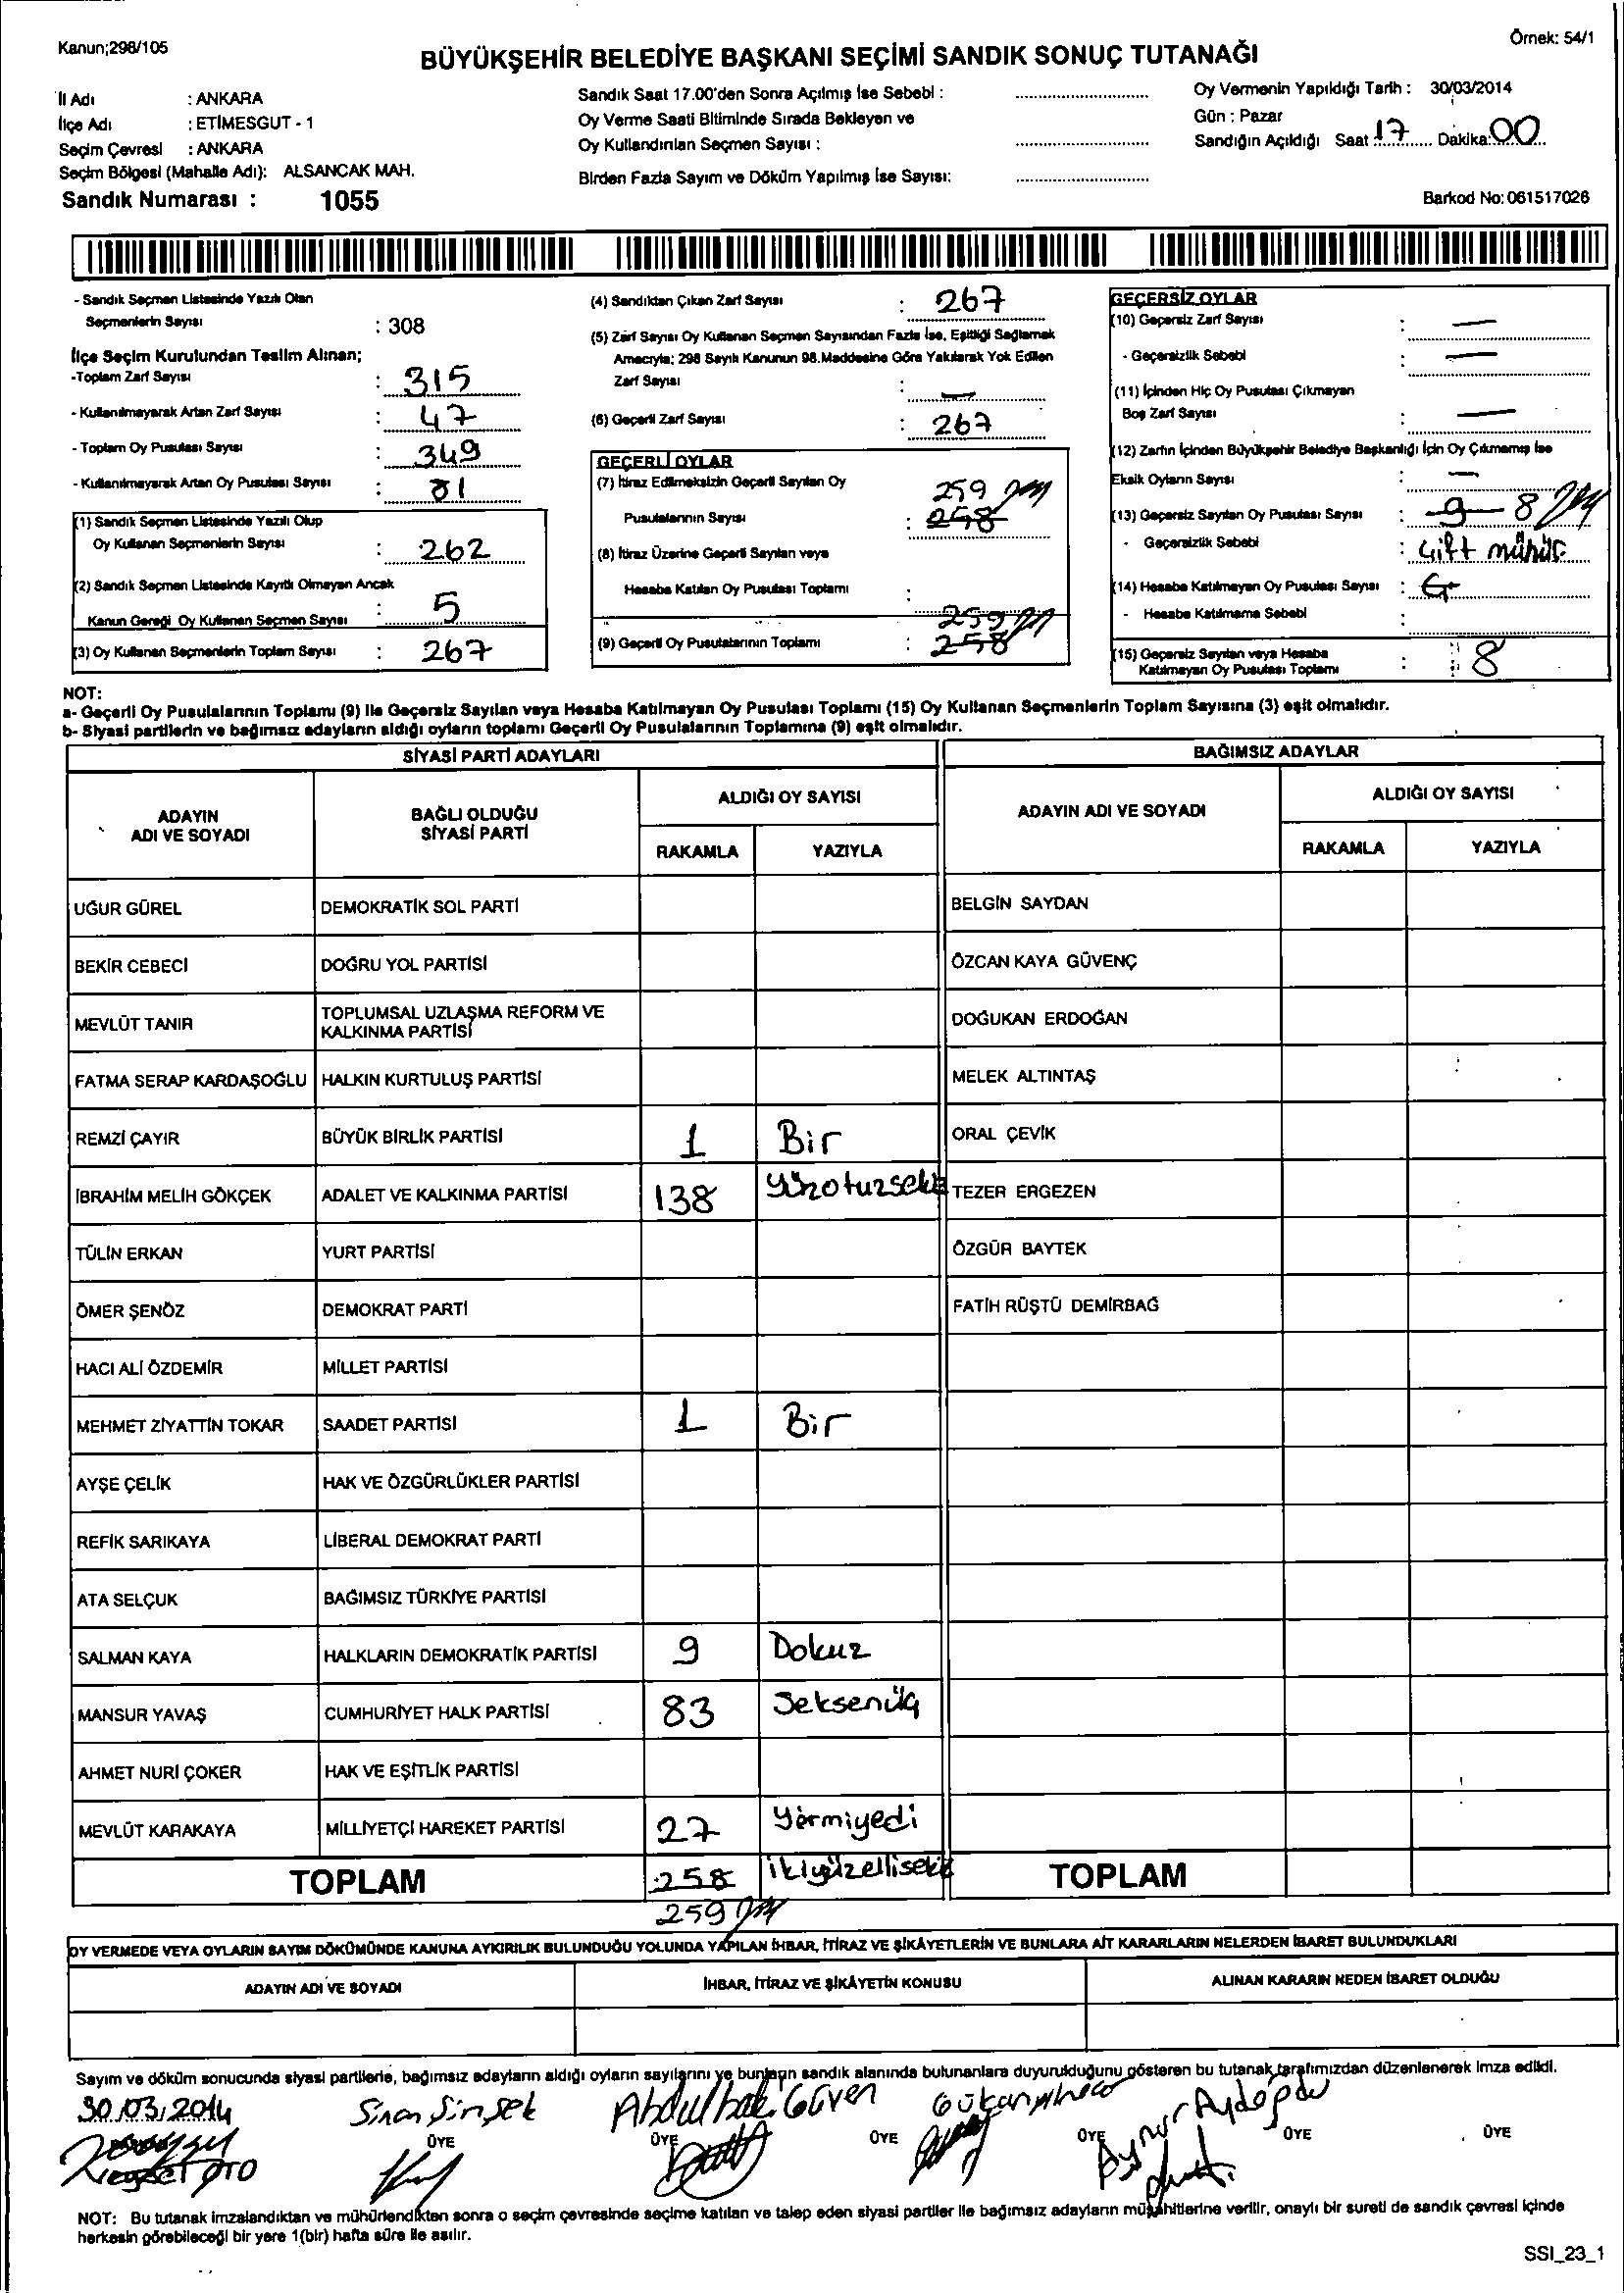 Kanun;298/105
Örnek: 54/1
BÜYÜKŞEHİR BELEDİYE BAŞKANI SEÇİMİ SANDIK SONUÇ TUTANAĞI
İl Adı : ANKARA
İlçe Adı : ETİMESGUT - 1
Seçim Çevresi : ANKARA
Seçim Bölgesi (Mahalle Adı): ALSANCAK MAH.
Sandık Numarası : 1055
Sandık Saat 17.00'den Sonra Açılmış İse Sebebi :
Oy Verme Saati Bitiminde Sırada Bekleyen ve
Oy Kullandırılan Seçmen Sayısı :
Birden Fazla Sayım ve Döküm Yapılmış İse Sayısı:
Oy Vermenin Yapıldığı Tarih : 30/03/2014
Gün : Pazar
Sandığın Açıldığı Saat 17 Dakika: 00
Barkod No: 061517026
- Sandık Seçmen Listesinde Yazılı Olan
Seçmenlerin Sayısı : 308
İlçe Seçim Kurulundan Teslim Alınan;
-Toplam Zarf Sayısı : 315
- Kullanılmayarak Artan Zarf Sayısı : 47
- Toplam Oy Pusulası Sayısı : 349
- Kullanılmayarak Artan Oy Pusulası Sayısı : 81
(1) Sandık Seçmen Listesinde Yazılı Olup
Oy Kullanan Seçmenlerin Sayısı : 262
(2) Sandık Seçmen Listesinde Kayıtlı Olmayan Ancak
Kanun Gereği Oy Kullanan Seçmen Sayısı : 5
(3) Oy Kullanan Seçmenlerin Toplam Sayısı : 267
(4) Sandıktan Çıkan Zarf Sayısı : 267
(5) Zarf Sayısı Oy Kullanan Seçmen Sayısından Fazla İse, Eşitliği Sağlamak
Amacıyla; 298 Sayılı Kanunun 98.Maddesine Göre Yakılarak Yok Edilen
Zarf Sayısı : —
(6) Geçerli Zarf Sayısı : 267
GEÇERLİ OYLAR
(7) İtiraz Edilmeksizin Geçerli Sayılan Oy 259
Pusulalarının Sayısı : 258
(8) İtiraz Üzerine Geçerli Sayılan veya
Hesaba Katılan Oy Pusulası Toplamı :
259
(9) Geçerli Oy Pusulalarının Toplamı : 258
GEÇERSİZ OYLAR
(10) Geçersiz Zarf Sayısı : —
- Geçersizlik Sebebi : —
(11) İçinden Hiç Oy Pusulası Çıkmayan
Boş Zarf Sayısı : —
(12) Zarfın İçinden Büyükşehir Belediye Başkanlığı İçin Oy Çıkmamış İse
Eksik Oyların Sayısı : —
(13) Geçersiz Sayılan Oy Pusulası Sayısı : 9 8
- Geçersizlik Sebebi : Çift mühür.
(14) Hesaba Katılmayan Oy Pusulası Sayısı :
- Hesaba Katılmama Sebebi :
(15) Geçersiz Sayılan veya Hesaba
Katılmayan Oy Pusulası Toplamı : 8
NOT:
a- Geçerli Oy Pusulalarının Toplamı (9) ile Geçersiz Sayılan veya Hesaba Katılmayan Oy Pusulası Toplamı (15) Oy Kullanan Seçmenlerin Toplam Sayısına (3) eşit olmalıdır.
b- Siyasi partilerin ve bağımsız adayların aldığı oyların toplamı Geçerli Oy Pusulalarının Toplamına (9) eşit olmalıdır.
SİYASİ PARTİ ADAYLARI
BAĞIMSIZ ADAYLAR
ADAYIN ADI VE SOYADI
BAĞLI OLDUĞU SİYASİ PARTİ
ALDIĞI OY SAYISI
RAKAMLA YAZIYLA
ADAYIN ADI VE SOYADI
ALDIĞI OY SAYISI
RAKAMLA YAZIYLA
UĞUR GÜREL DEMOKRATİK SOL PARTİ BELGİN SAYDAN
BEKİR CEBECİ DOĞRU YOL PARTİSİ ÖZCAN KAYA GÜVENÇ
MEVLÜT TANIR TOPLUMSAL UZLAŞMA REFORM VE KALKINMA PARTİSİ DOĞUKAN ERDOĞAN
FATMA SERAP KARDAŞOĞLU HALKIN KURTULUŞ PARTİSİ MELEK ALTINTAŞ
REMZİ ÇAYIR BÜYÜK BİRLİK PARTİSİ 1 Bir ORAL ÇEVİK
İBRAHİM MELİH GÖKÇEK ADALET VE KALKINMA PARTİSİ 138 yüzotuzsekiz TEZER ERGEZEN
TÜLİN ERKAN YURT PARTİSİ ÖZGÜR BAYTEK
ÖMER ŞENÖZ DEMOKRAT PARTİ FATİH RÜŞTÜ DEMİRBAĞ
HACI ALİ ÖZDEMİR MİLLET PARTİSİ
MEHMET ZİYATTİN TOKAR SAADET PARTİSİ 1 Bir
AYŞE ÇELİK HAK VE ÖZGÜRLÜKLER PARTİSİ
REFİK SARIKAYA LİBERAL DEMOKRAT PARTİ
ATA SELÇUK BAĞIMSIZ TÜRKİYE PARTİSİ
SALMAN KAYA HALKLARIN DEMOKRATİK PARTİSİ 9 Dokuz
MANSUR YAVAŞ CUMHURİYET HALK PARTİSİ 83 Seksenüç
AHMET NURİ ÇOKER HAK VE EŞİTLİK PARTİSİ
MEVLÜT KARAKAYA MİLLİYETÇİ HAREKET PARTİSİ 27 yirmiyedi
TOPLAM 258 ikiyüzellisekiz TOPLAM
259
OY VERMEDE VEYA OYLARIN SAYIM DÖKÜMÜNDE KANUNA AYKIRILIK BULUNDUĞU YOLUNDA YAPILAN İHBAR, İTİRAZ VE ŞİKÂYETLERİN VE BUNLARA AİT KARARLARIN NELERDEN İBARET BULUNDUKLARI
ADAYIN ADI VE SOYADI İHBAR, İTİRAZ VE ŞİKÂYETİN KONUSU ALINAN KARARIN NEDEN İBARET OLDUĞU
Sayım ve döküm sonucunda siyasi partilerle, bağımsız adayların aldığı oyların sayılarını ve bunların sandık alanında bulunanlara duyurulduğunu gösteren bu tutanak tarafımızdan düzenlenerek imza edildi.
30/03/2014 Sinan Şimşek Abdulbaki Güven Aynur Aydoğdu
ÜYE ÜYE ÜYE ÜYE ÜYE ÜYE
NOT: Bu tutanak imzalandıktan ve mühürlendikten sonra o seçim çevresinde seçime katılan ve talep eden siyasi partiler ile bağımsız adayların müşahitlerine verilir, onaylı bir sureti de sandık çevresi içinde
herkesin görebileceği bir yere 1(bir) hafta süre ile asılır.
SSI_23_1